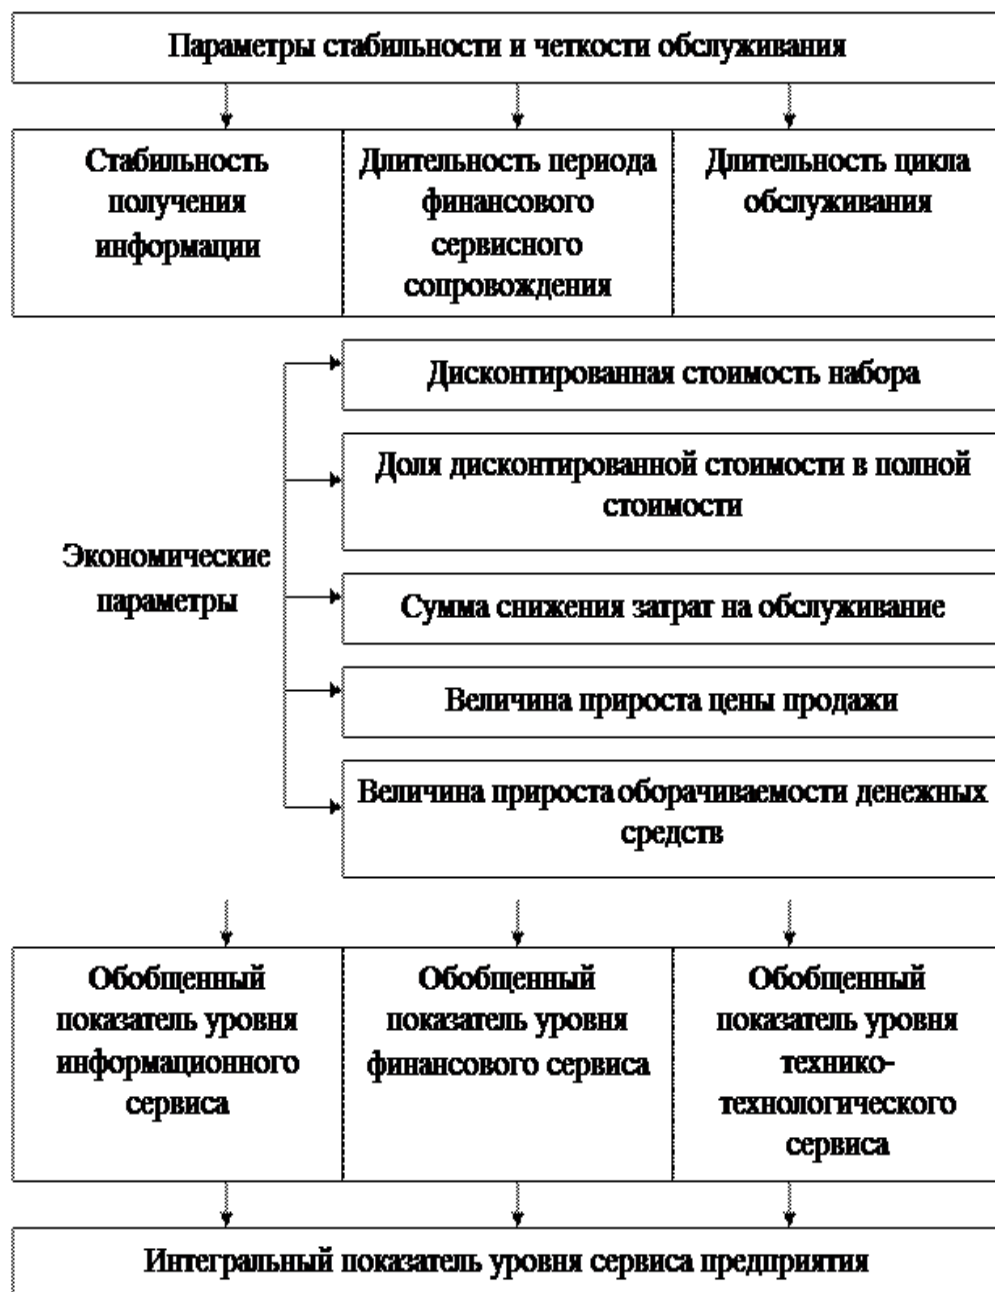 Параметры стабильности и четкости обслуживания
Стабильность
получения
информации
Длительность периода
финансового
сервисного
сопровождения
Длительность цикла
обслуживания
Дисконтированная стоимость набора
Доля дисконтированной стоимости в полной
стоимости
Экономические
параметры
Сумма снижения затрат на обслуживание
Величина прироста цены продажи
Величина прироста оборачиваемости денежных
средств
Обобщенный
показатель уровня
информационного
сервиса
Обобщенный
показатель уровня
финансового сервиса
Обобщенный
показатель уровня
технико-
технологического
сервиса
Интегральный показатель уровня сервиса предприятия